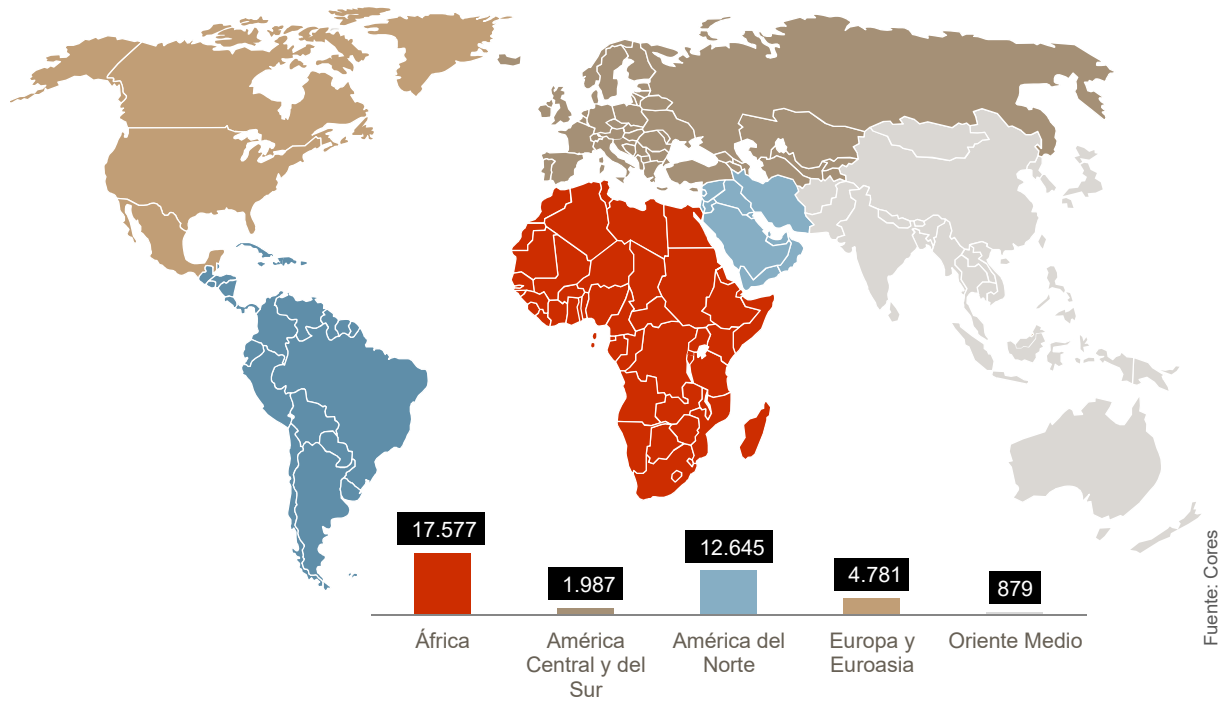 17.577
1.987
12.645
4.781
879
África
América
Central y del
Sur
América del
Norte
Europa y
Euroasia
Oriente Medio
Fuente: Cores